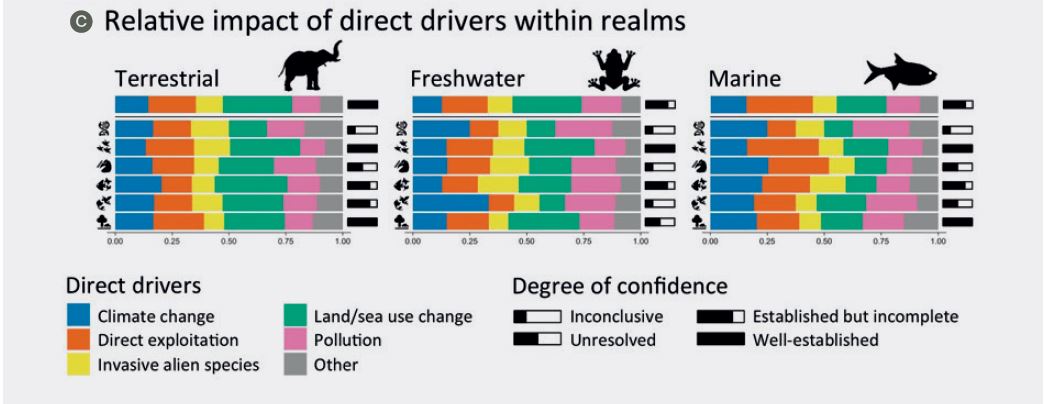 C Relative impact of direct drivers within realms
Terrestrial Freshwater Marine
0.00 0.25 0.50 0.75 1.00 0.00 0.25 0.50 0.75 1.00 0.00 0.25 0.50 0.75 1.00
Direct drivers
Climate change Land/sea use change
Direct exploitation Pollution
Invasive alien species Other
Degree of confidence
Inconclusive Established but incomplete
Unresolved Well-established